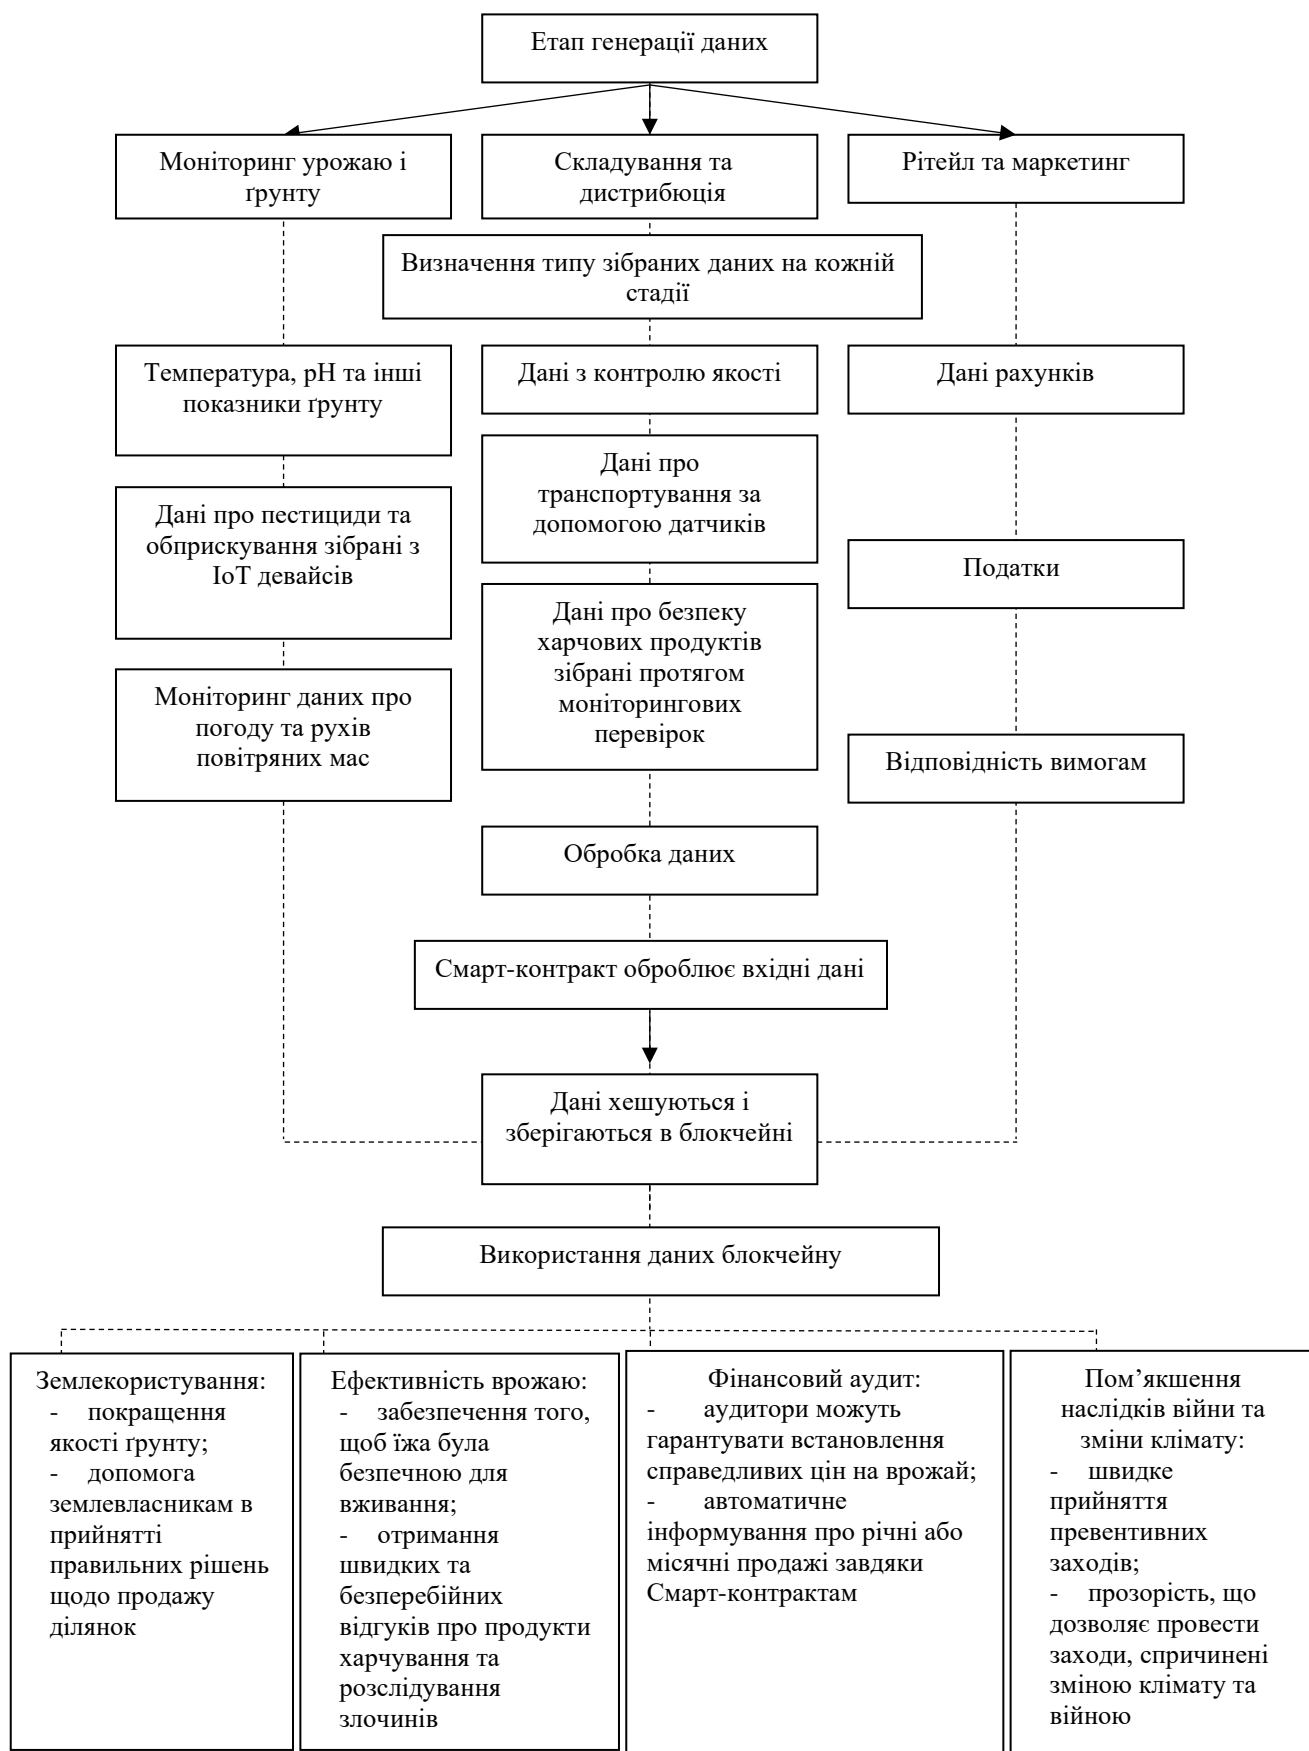 Етап генерації даних
Моніторинг урожаю і
ґрунту
Складування та
дистрибюція
Рітейл та маркетинг
Визначення типу зібраних даних на кожній
стадії
Температура, pH та інші
показники ґрунту
Дані з контролю якості
Дані рахунків
Дані про пестициди та
обприскування зібрані з
ІоТ девайсів
Дані про
транспортування за
допомогою датчиків
Податки
Моніторинг даних про
погоду та рухів
повітряних мас
Дані про безпеку
харчових продуктів
зібрані протягом
моніторингових
перевірок
Відповідність вимогам
Обробка даних
Смарт-контракт оброблює вхідні дані
Дані хешуються і
зберігаються в блокчейні
Використання даних блокчейну
Землекористування:
- покращення
якості ґрунту;
- допомога
землевласникам в
прийнятті
правильних рішень
щодо продажу
ділянок
Ефективність врожаю:
- забезпечення того,
щоб їжа була
безпечною для
вживання;
- отримання
швидких та
безперебійних
відгуків про продукти
харчування та
розслідування
злочинів
Фінансовий аудит:
- аудитори можуть
гарантувати встановлення
справедливих цін на врожай;
- автоматичне
інформування про річні або
місячні продажі завдяки
Смарт-контрактам
Пом’якшення
наслідків війни та
зміни клімату:
- швидке
прийняття
превентивних
заходів;
- прозорість, що
дозволяє провести
заходи, спричинені
зміною клімату та
війною